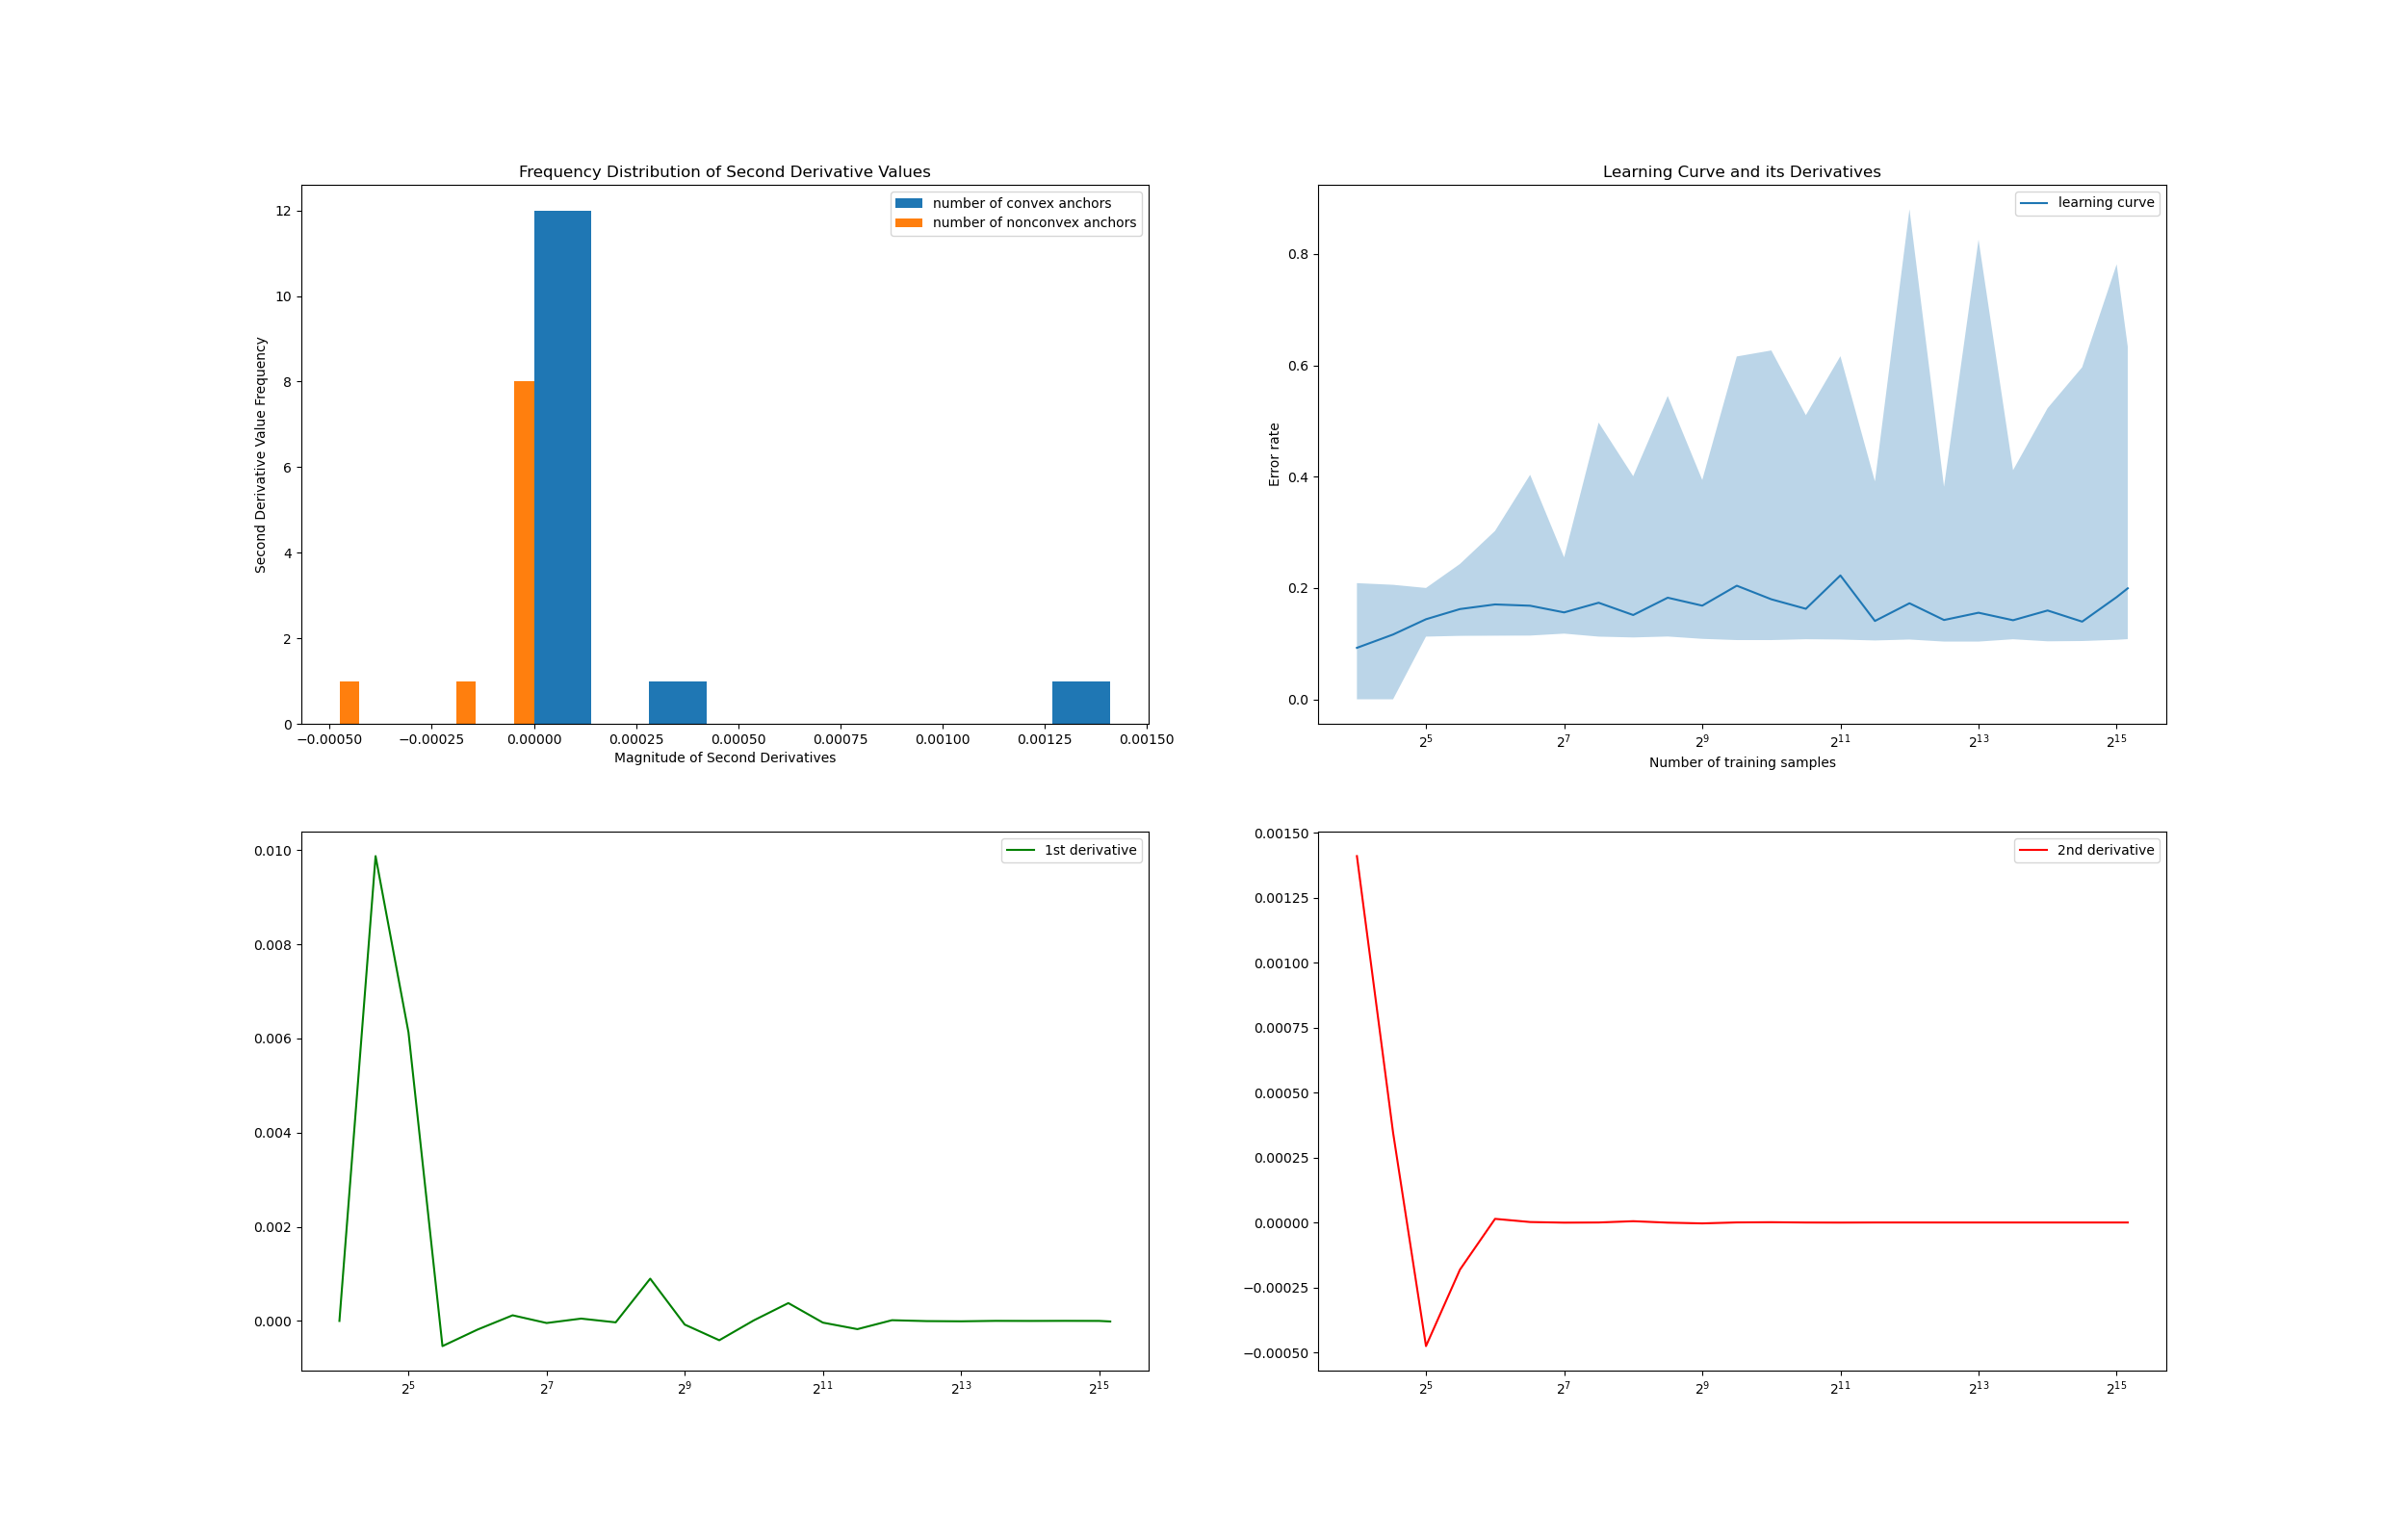 Frequency Distribution of Second Derivative Values
number of convex anchors
number of nonconvex anchors
12
10
8
6
4
2
0
Second Derivative Value Frequency
−0.00050 −0.00025 0.00000 0.00025 0.00050 0.00075 0.00100 0.00125 0.00150
Magnitude of Second Derivatives
Learning Curve and its Derivatives
learning curve
0.8
0.6
0.4
0.2
0.0
Error rate
2^5 2^7 2^9 2^11 2^13 2^15
Number of training samples
1st derivative
0.010
0.008
0.006
0.004
0.002
0.000
2^5 2^7 2^9 2^11 2^13 2^15
2nd derivative
0.00150
0.00125
0.00100
0.00075
0.00050
0.00025
0.00000
−0.00025
−0.00050
2^5 2^7 2^9 2^11 2^13 2^15